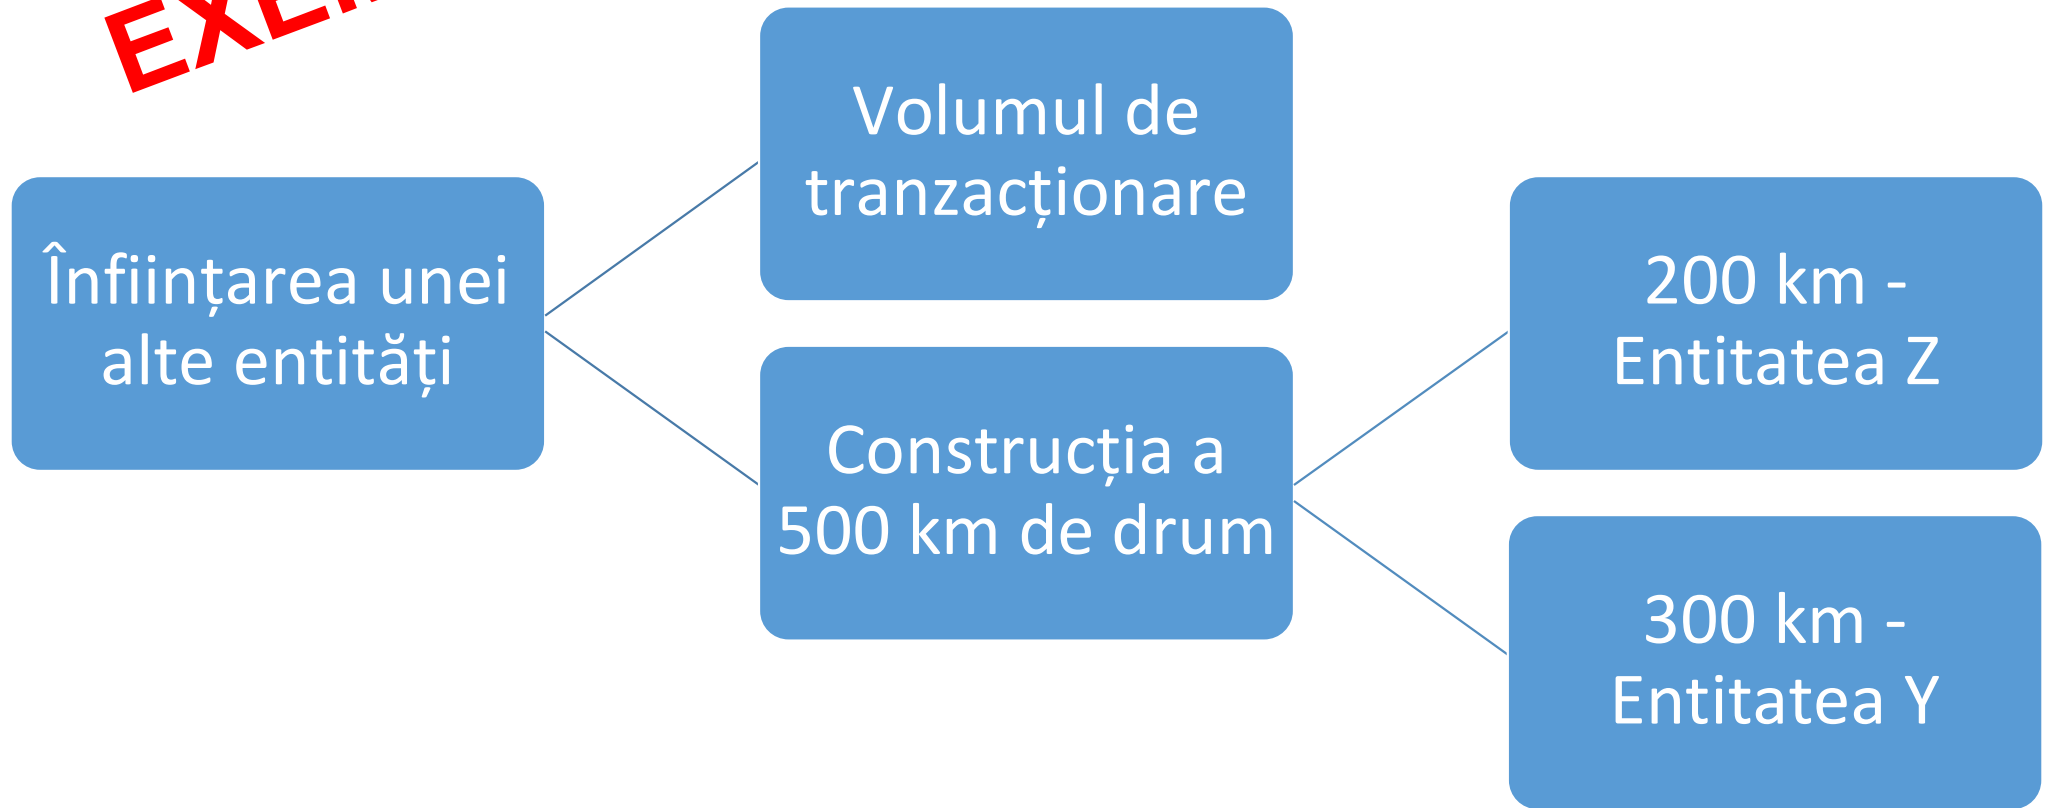 Volumul de
tranzacționare
Înființarea unei
alte entități
Construcția a
500 km de drum
200 km -
Entitatea Z
300 km -
Entitatea Y